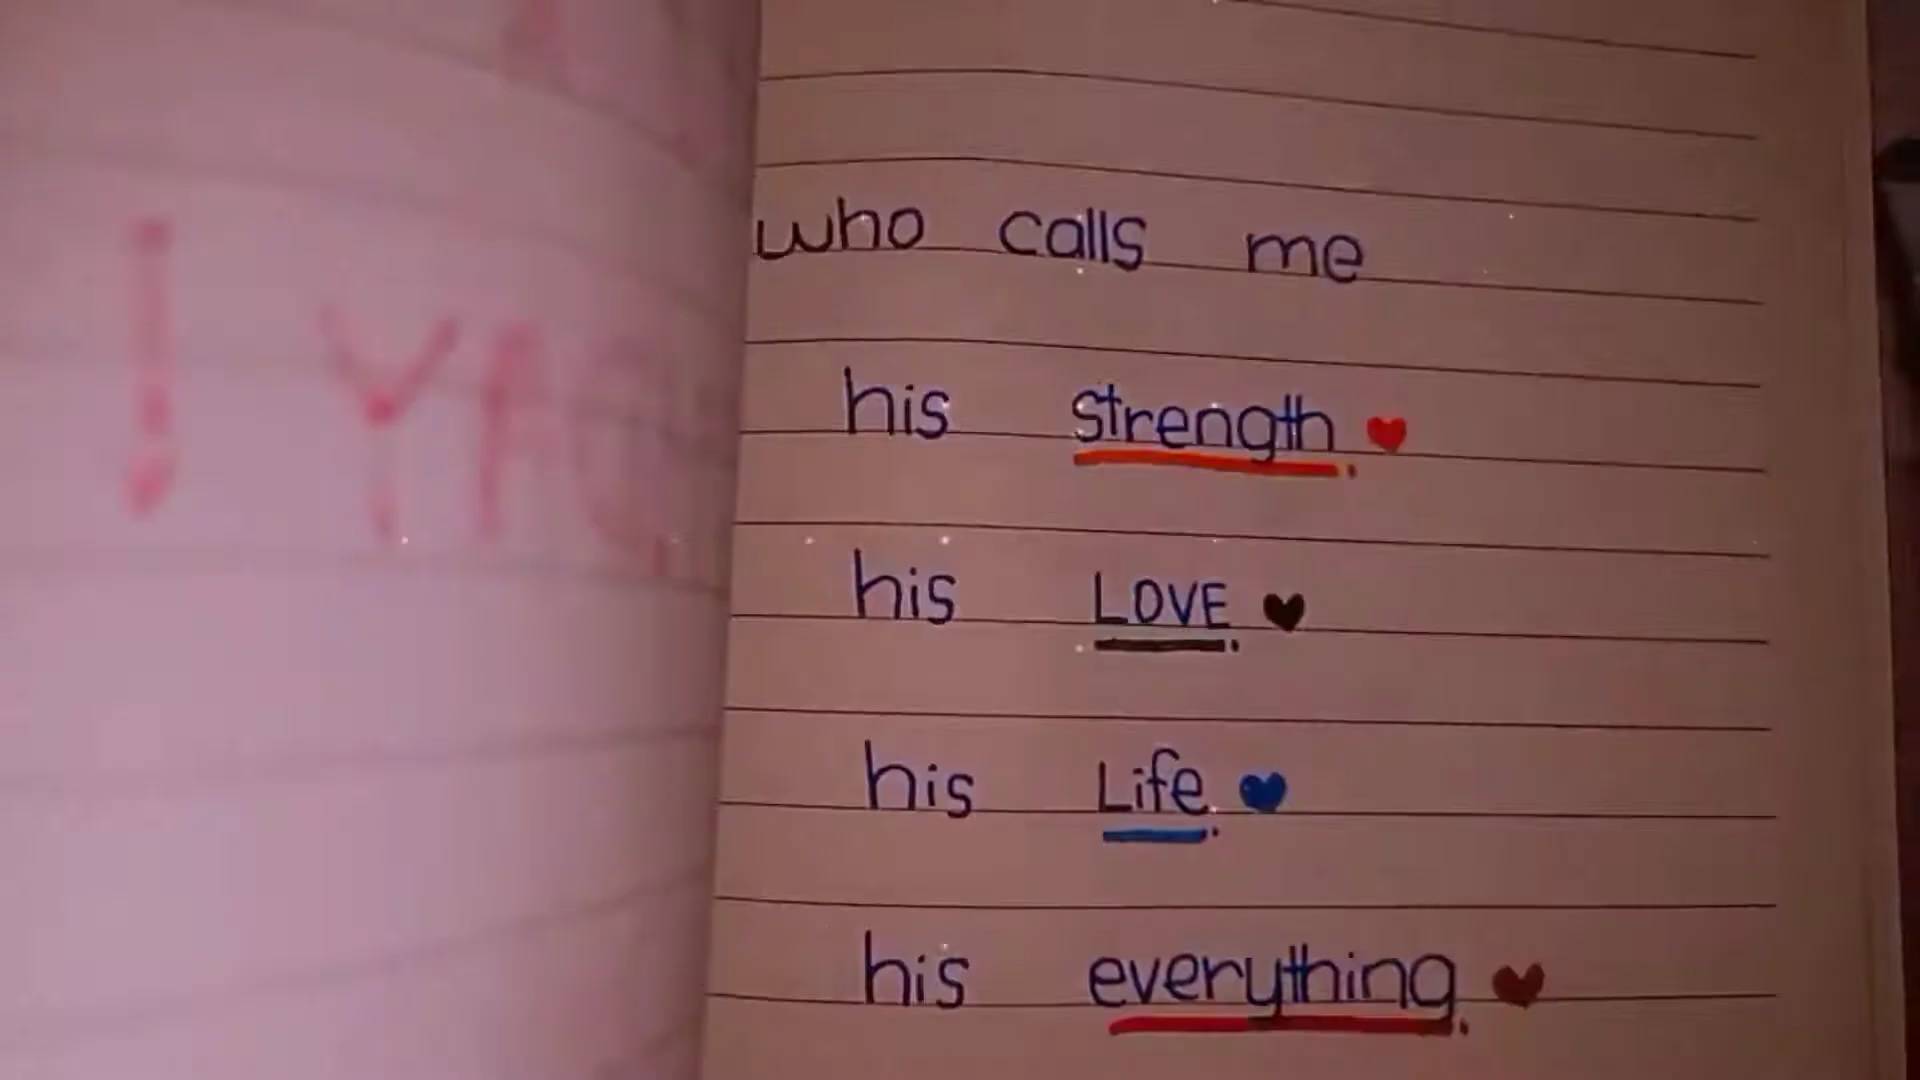 who calls me
his strength
his LOVE
his Life
his everything